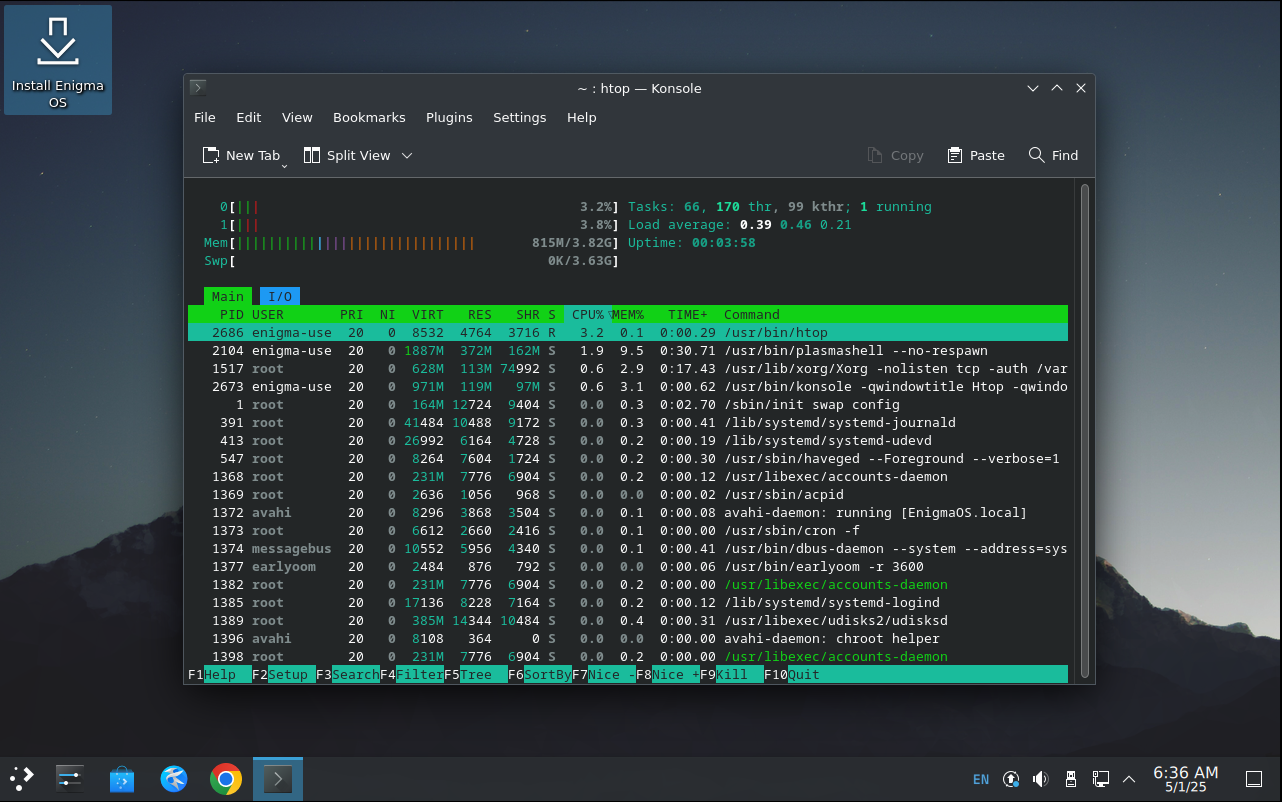 Install Enigma
OS
~ : htop — Konsole
File Edit View Bookmarks Plugins Settings Help
New Tab Split View Copy Paste Find
0[||| 3.2%] Tasks: 66, 170 thr, 99 kthr; 1 running
1[||| 3.8%] Load average: 0.39 0.46 0.21
Mem[|||||||||||||||||||||||||||||| 815M/3.82G] Uptime: 00:03:58
Swp[ 0K/3.63G]
Main I/O
PID USER PRI NI VIRT RES SHR S CPU%▽MEM% TIME+ Command
2686 enigma-use 20 0 8532 4764 3716 R 3.2 0.1 0:00.29 /usr/bin/htop
2104 enigma-use 20 0 1887M 372M 162M S 1.9 9.5 0:30.71 /usr/bin/plasmashell --no-respawn
1517 root 20 0 628M 113M 74992 S 0.6 2.9 0:17.43 /usr/lib/xorg/Xorg -nolisten tcp -auth /var
2673 enigma-use 20 0 971M 119M 97M S 0.6 3.1 0:00.62 /usr/bin/konsole -qwindowtitle Htop -qwindo
1 root 20 0 164M 12724 9404 S 0.0 0.3 0:02.70 /sbin/init swap config
391 root 20 0 41484 10488 9172 S 0.0 0.3 0:00.41 /lib/systemd/systemd-journald
413 root 20 0 26992 6164 4728 S 0.0 0.2 0:00.19 /lib/systemd/systemd-udevd
547 root 20 0 8264 7604 1724 S 0.0 0.2 0:00.30 /usr/sbin/haveged --Foreground --verbose=1
1368 root 20 0 231M 7776 6904 S 0.0 0.2 0:00.12 /usr/libexec/accounts-daemon
1369 root 20 0 2636 1056 968 S 0.0 0.0 0:00.02 /usr/sbin/acpid
1372 avahi 20 0 8296 3868 3504 S 0.0 0.1 0:00.08 avahi-daemon: running [EnigmaOS.local]
1373 root 20 0 6612 2660 2416 S 0.0 0.1 0:00.00 /usr/sbin/cron -f
1374 messagebus 20 0 10552 5956 4340 S 0.0 0.1 0:00.41 /usr/bin/dbus-daemon --system --address=sys
1377 earlyoom 20 0 2484 876 792 S 0.0 0.0 0:00.06 /usr/bin/earlyoom -r 3600
1382 root 20 0 231M 7776 6904 S 0.0 0.2 0:00.00 /usr/libexec/accounts-daemon
1385 root 20 0 17136 8228 7164 S 0.0 0.2 0:00.12 /lib/systemd/systemd-logind
1389 root 20 0 385M 14344 10484 S 0.0 0.4 0:00.31 /usr/libexec/udisks2/udisksd
1396 avahi 20 0 8108 364 0 S 0.0 0.0 0:00.00 avahi-daemon: chroot helper
1398 root 20 0 231M 7776 6904 S 0.0 0.2 0:00.00 /usr/libexec/accounts-daemon
F1Help F2Setup F3SearchF4FilterF5Tree F6SortByF7Nice -F8Nice +F9Kill F10Quit
EN 6:36 AM
5/1/25